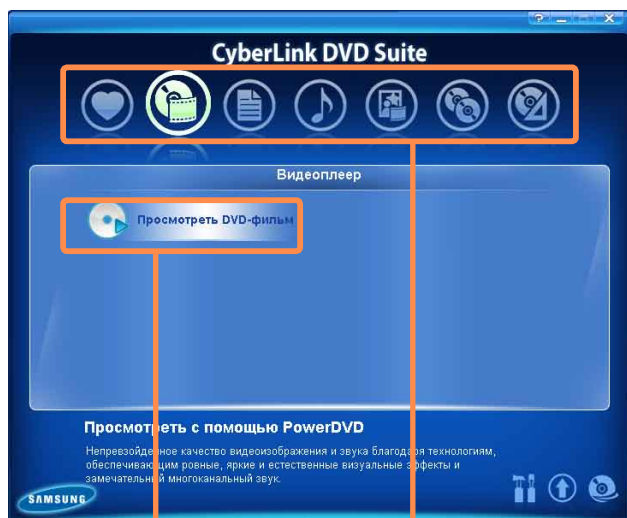 CyberLink DVD Suite
Видеоплеер
Просмотреть DVD-фильм
Просмотреть с помощью PowerDVD
Непревзойденное качество видеоизображения и звука благодаря технологиям,
обеспечивающим ровные, яркие и естественные визуальные эффекты и
замечательный многоканальный звук.
SAMSUNG